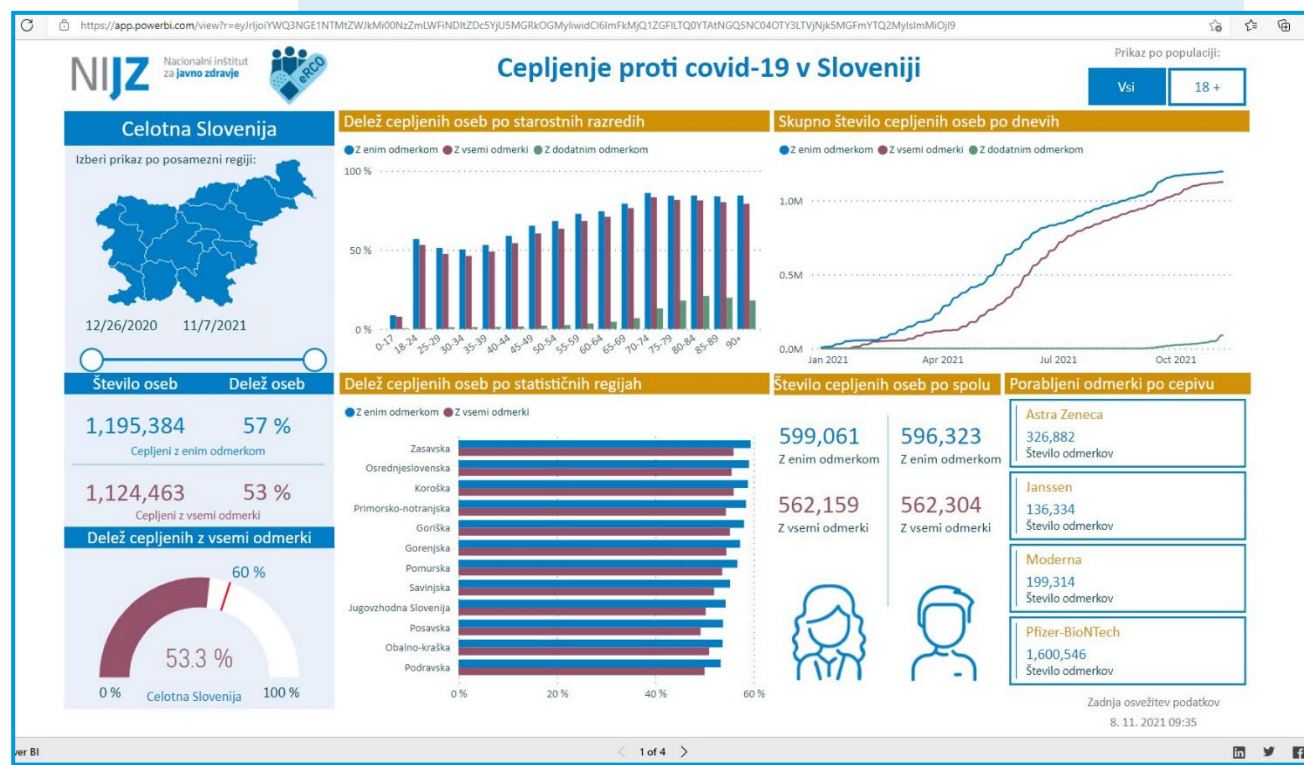 https://app.powerbi.com/view?r=eyJrIjoiYWQ3NGE1NTMtZWJkMi00NzZmLWFiNDItZDc5YjU5MGRkOGMyIiwidCI6ImFkMjQ1ZGFlLTQ0YTAtNGQ5NC04OTY3LTVjNjk5MGFmYTQ2MyIsImMiOjl9
NIJZ Nacionalni inštitut
za javno zdravje
eRCO
Cepljenje proti covid-19 v Sloveniji
Prikaz po populaciji:
Vsi 18 +
Celotna Slovenija
Izberi prikaz po posamezni regiji:
12/26/2020 11/7/2021
Število oseb Delež oseb
1,195,384 57 %
Cepljeni z enim odmerkom
1,124,463 53 %
Cepljeni z vsemi odmerki
Delež cepljenih z vsemi odmerki
60 %
53.3 %
0 % Celotna Slovenija 100 %
Delež cepljenih oseb po starostnih razredih
Z enim odmerkom Z vsemi odmerki Z dodatnim odmerkom
100 %
50 %
0 %
0-17 18-24 25-29 30-34 35-39 40-44 45-49 50-54 55-59 60-64 65-69 70-74 75-79 80-84 85-89 90+
Skupno število cepljenih oseb po dnevih
Z enim odmerkom Z vsemi odmerki Z dodatnim odmerkom
1.0M
0.5M
0.0M
Jan 2021 Apr 2021 Jul 2021 Oct 2021
Delež cepljenih oseb po statističnih regijah
Z enim odmerkom Z vsemi odmerki
Zasavska
Osrednjeslovenska
Koroška
Primorsko-notranjska
Goriška
Gorenjska
Pomurska
Savinjska
Jugovzhodna Slovenija
Posavska
Obalno-kraška
Podravska
0 % 20 % 40 % 60 %
Število cepljenih oseb po spolu
599,061 596,323
Z enim odmerkom Z enim odmerkom
562,159 562,304
Z vsemi odmerki Z vsemi odmerki
Porabljeni odmerki po cepivu
Astra Zeneca
326,882
Število odmerkov
Janssen
136,334
Število odmerkov
Moderna
199,314
Število odmerkov
Pfizer-BioNTech
1,600,546
Število odmerkov
Zadnja osvežitev podatkov
8. 11. 2021 09:35
wer BI
1 of 4